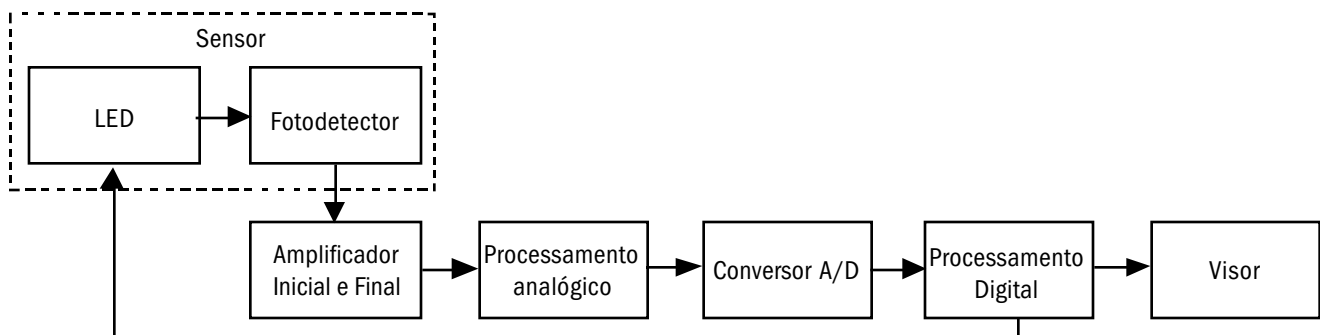 Sensor
LED
Fotodetector
Amplificador
Inicial e Final
Processamento
analógico
Conversor A/D
Processamento
Digital
Visor